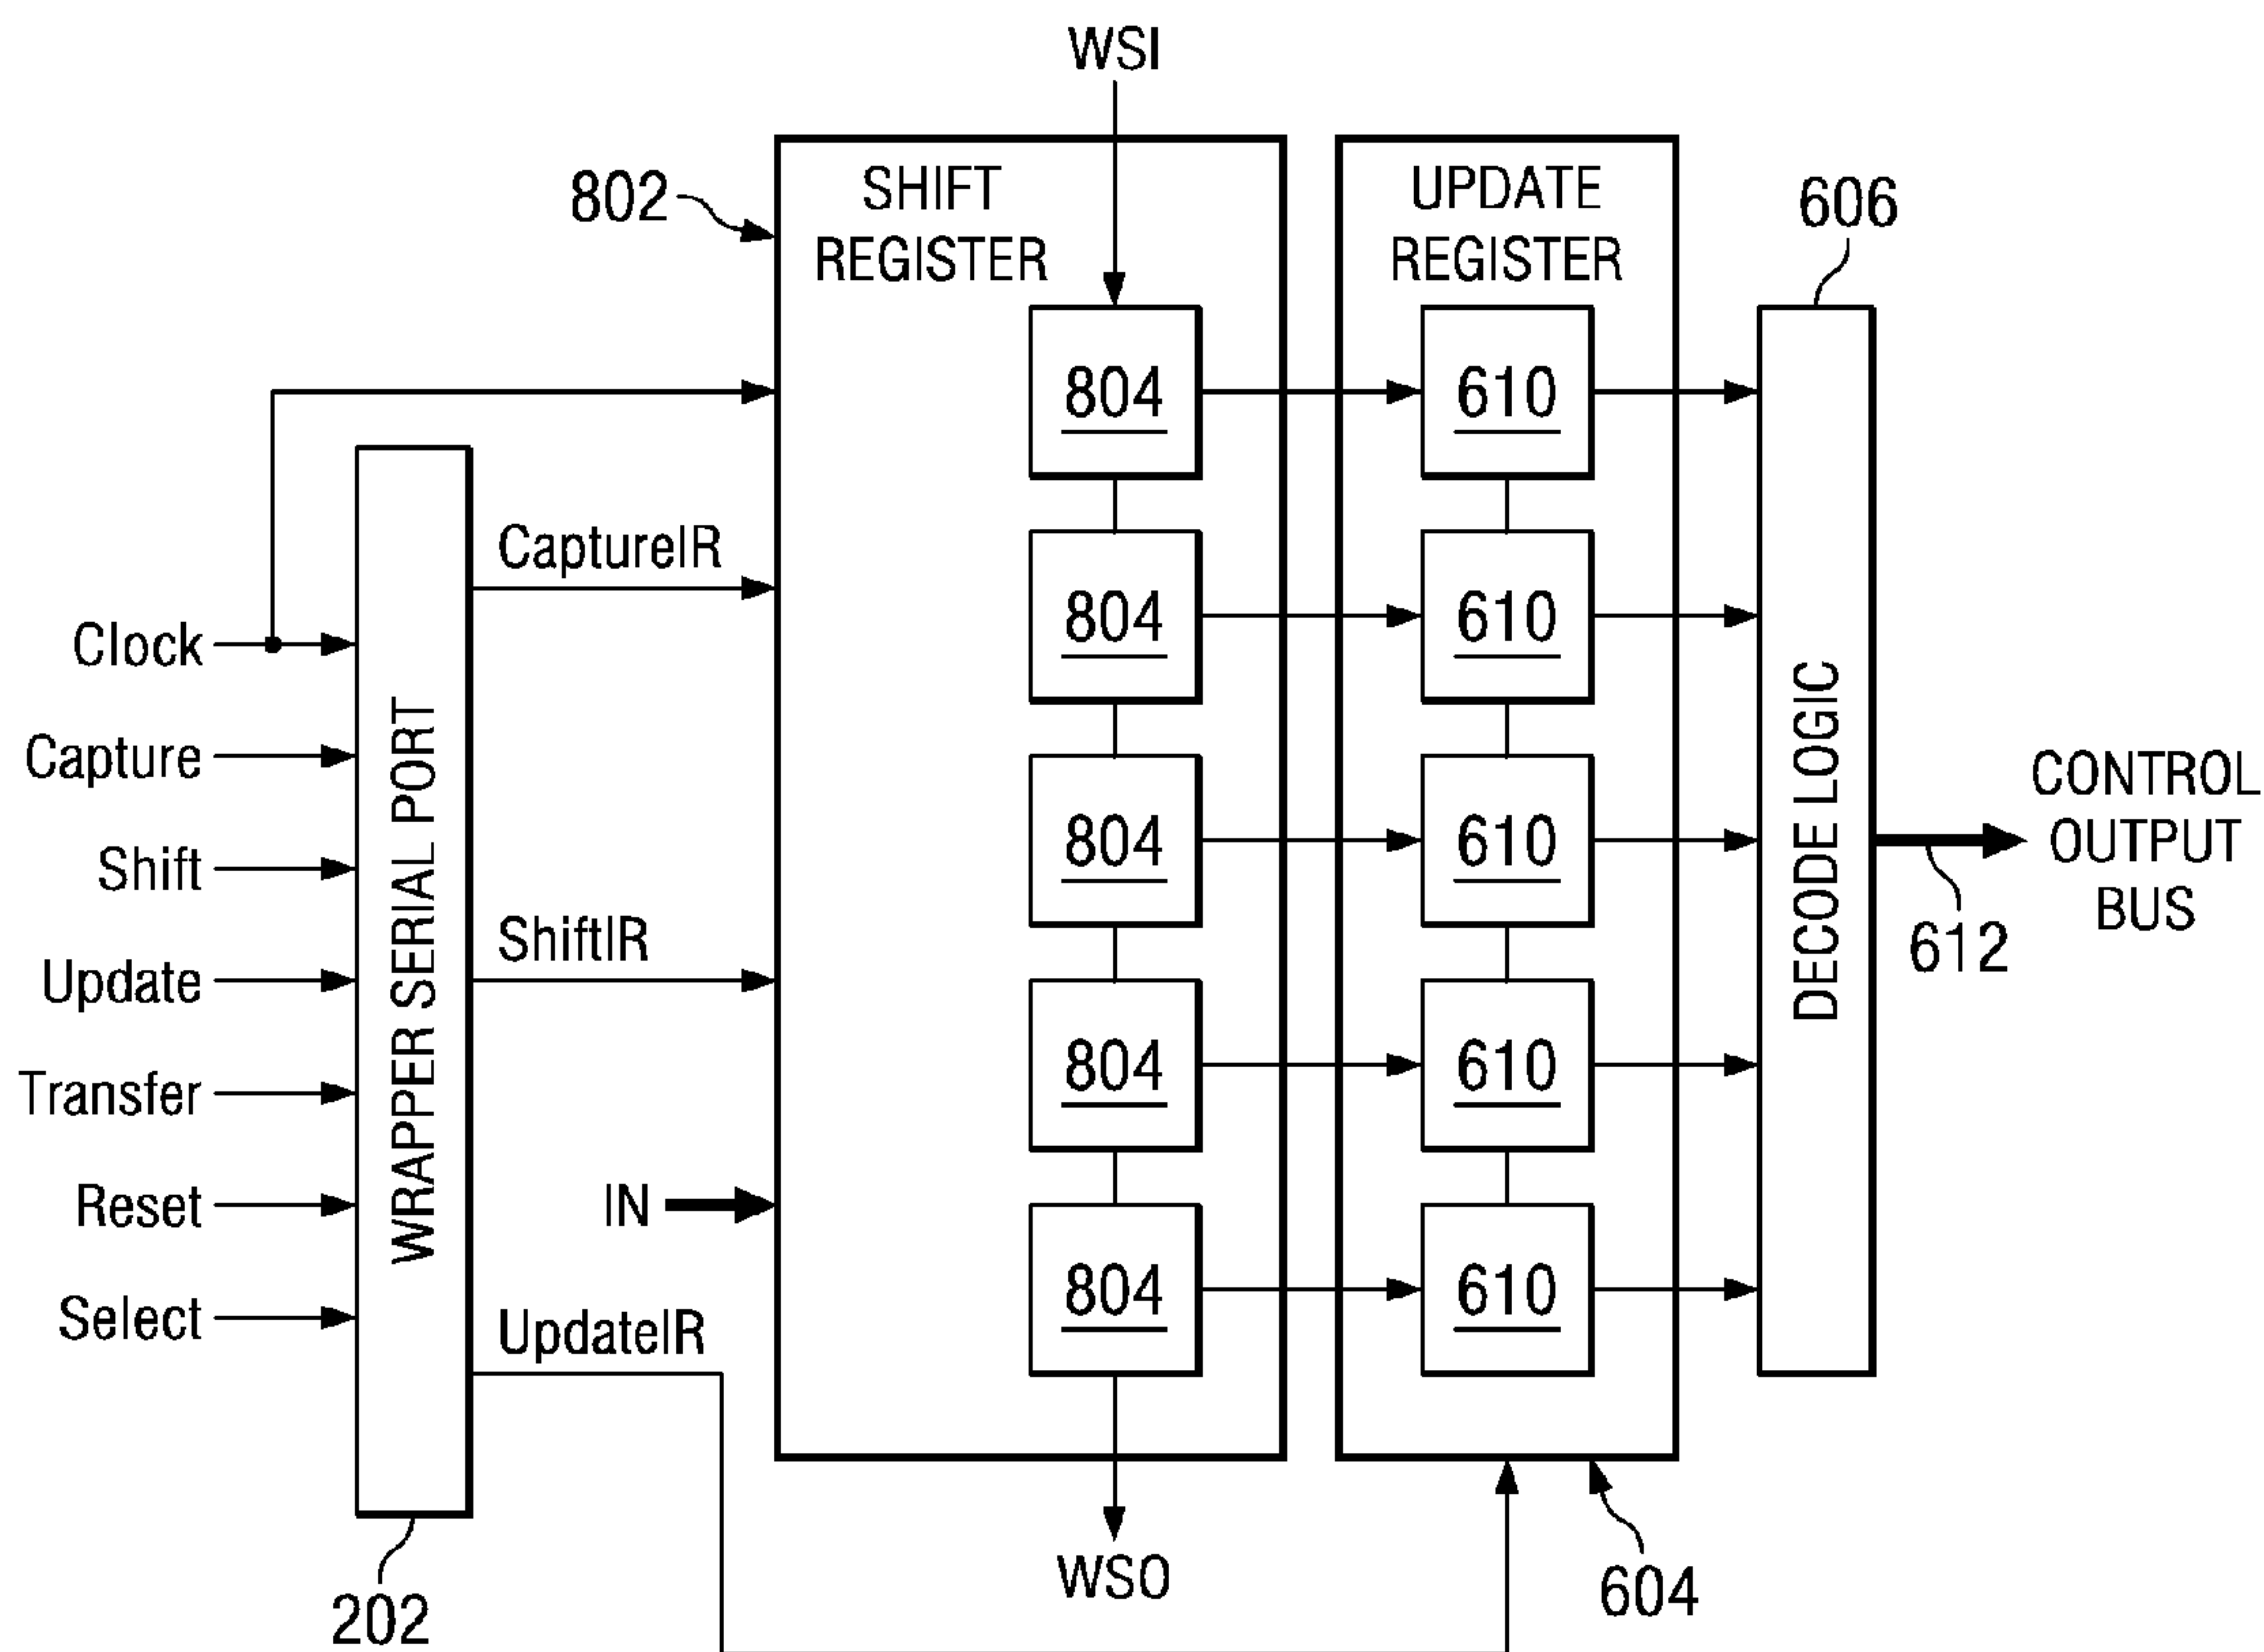 WSI
802
SHIFT
REGISTER
UPDATE
REGISTER
606
804
610
804
610
804
610
804
610
804
610
CaptureIR
ShiftIR
IN
UpdateIR
Clock
Capture
Shift
Update
Transfer
Reset
Select
WRAPPER SERIAL PORT
DECODE LOGIC
CONTROL
OUTPUT
BUS
612
WSO
604
202